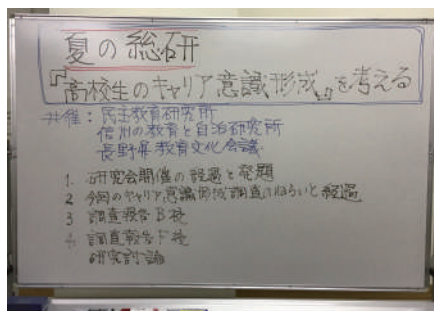 夏の総研
『高校生のキャリア意識形成』を考える
共催：民主教育研究所
信州の教育と自治研究所
長野県教育文化会議
1. 研究会開催の経過と発題
2 今回のキャリア意識形成調査のねらいと経過
3 調査報告B校
4 調査報告F校
研究討論